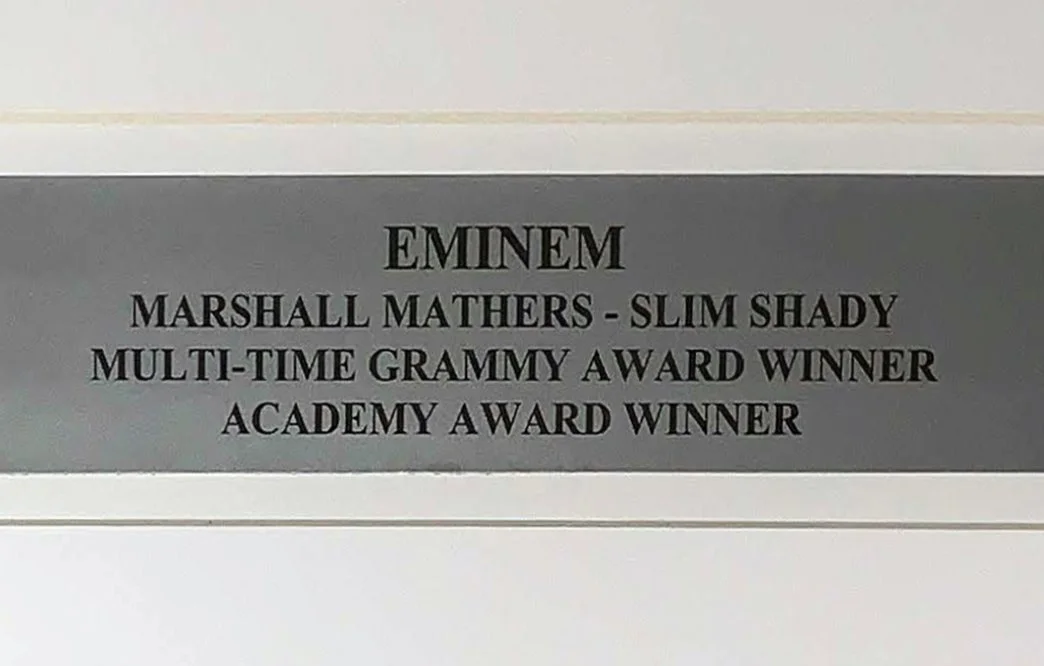 EMINEM
MARSHALL MATHERS - SLIM SHADY
MULTI-TIME GRAMMY AWARD WINNER
ACADEMY AWARD WINNER